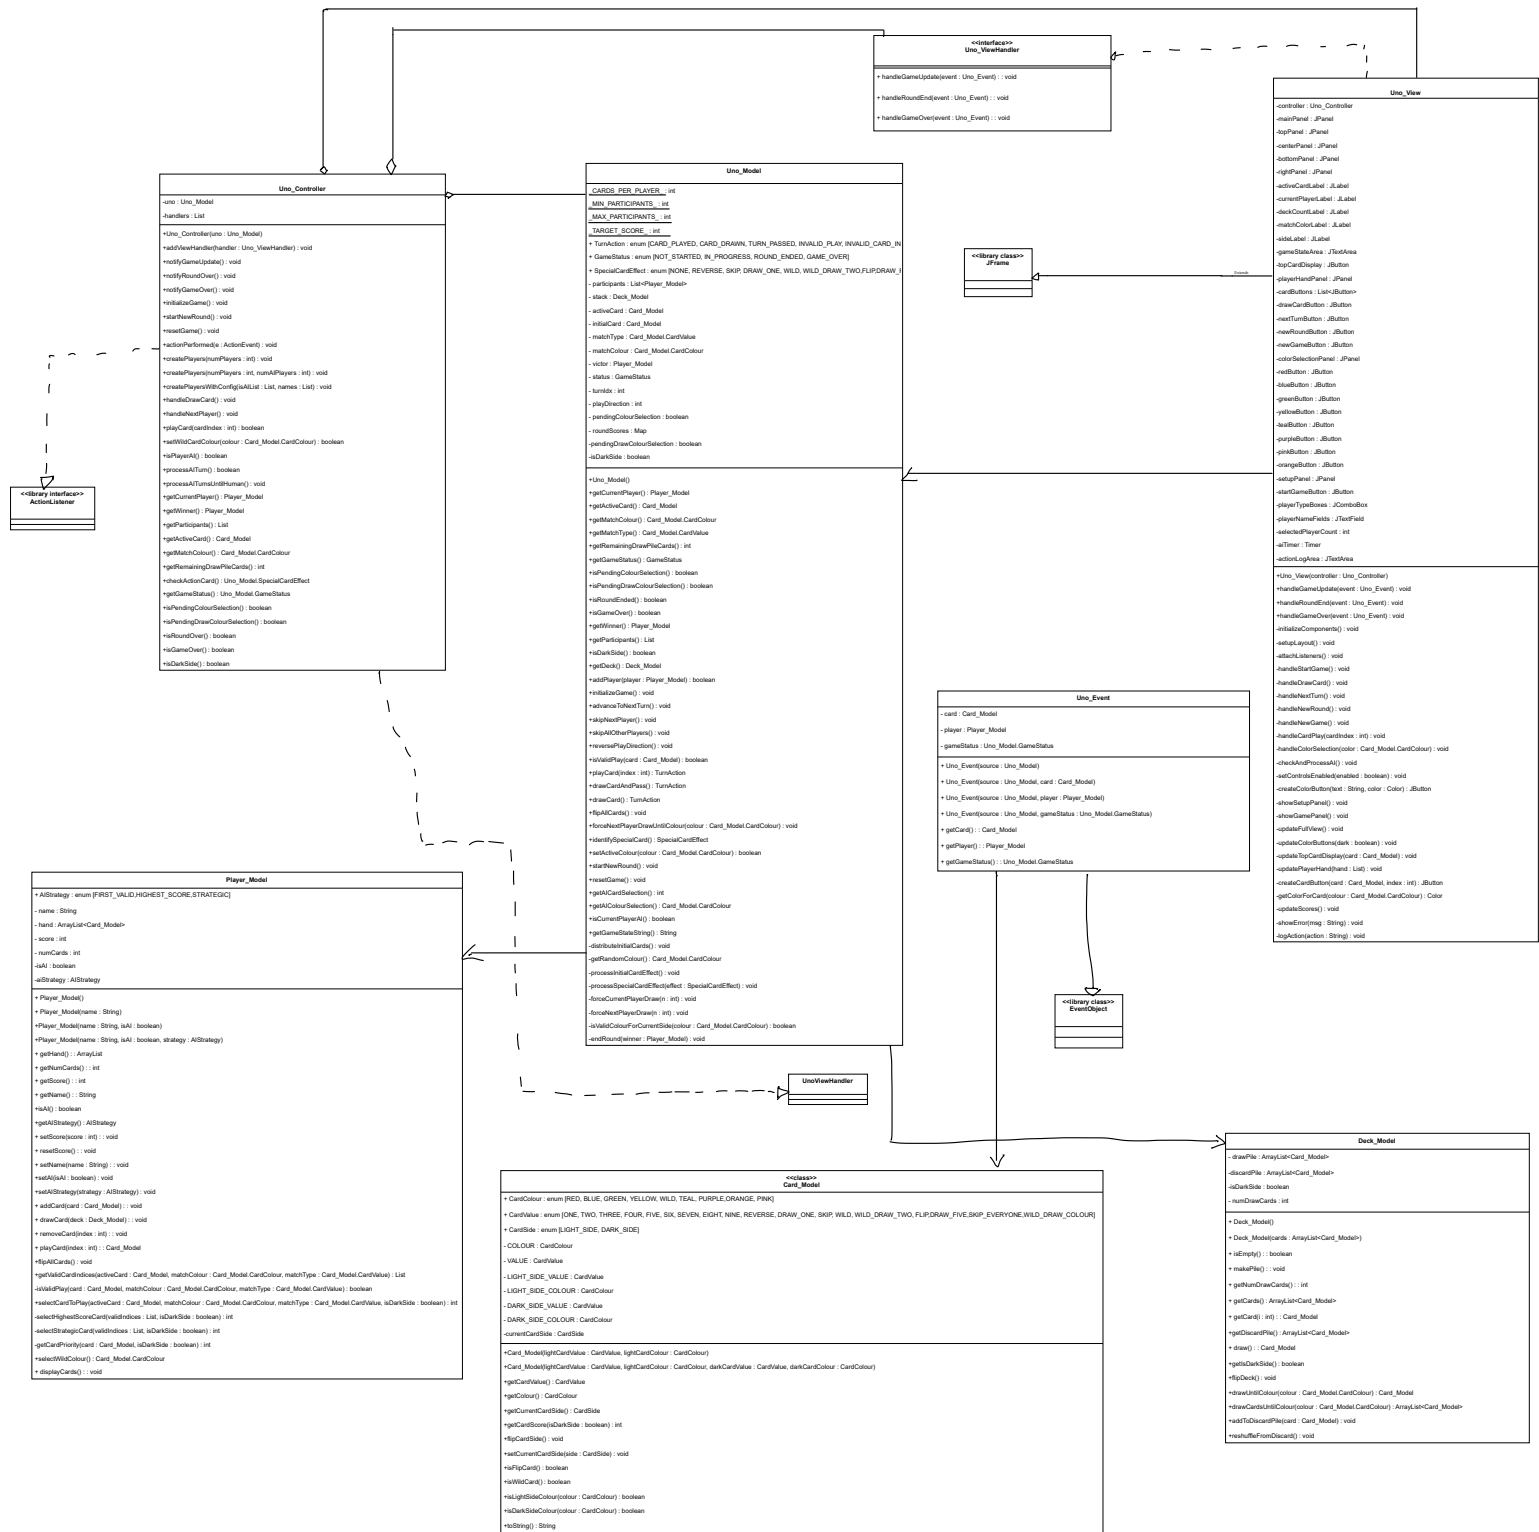 <<interface>>
Uno_ViewHandler
+ handleGameUpdate(event : Uno_Event) : : void
+ handleRoundEnd(event : Uno_Event) : : void
+ handleGameOver(event : Uno_Event) : : void
Uno_View
-controller : Uno_Controller
-mainPanel : JPanel
-topPanel : JPanel
-centerPanel : JPanel
-bottomPanel : JPanel
-rightPanel : JPanel
-activeCardLabel : JLabel
-currentPlayerLabel : JLabel
-deckCountLabel : JLabel
-matchColorLabel : JLabel
-sideLabel : JLabel
-gameStateArea : JTextArea
-topCardDisplay : JButton
-playerHandPanel : JPanel
-cardButtons : List<JButton>
-drawCardButton : JButton
-nextTurnButton : JButton
-newRoundButton : JButton
-newGameButton : JButton
-colorSelectionPanel : JPanel
-redButton : JButton
-blueButton : JButton
-greenButton : JButton
-yellowButton : JButton
-tealButton : JButton
-purpleButton : JButton
-pinkButton : JButton
-orangeButton : JButton
-setupPanel : JPanel
-startGameButton : JButton
-playerTypeBoxes : JComboBox
-playerNameFields : JTextField
-selectedPlayerCount : int
-aiTimer : Timer
-actionLogArea : JTextArea
+Uno_View(controller : Uno_Controller)
+handleGameUpdate(event : Uno_Event) : void
+handleRoundEnd(event : Uno_Event) : void
+handleGameOver(event : Uno_Event) : void
-initializeComponents() : void
-setupLayout() : void
-attachListeners() : void
-handleStartGame() : void
-handleDrawCard() : void
-handleNextTurn() : void
-handleNewRound() : void
-handleNewGame() : void
-handleCardPlay(cardIndex : int) : void
-handleColorSelection(color : Card_Model.CardColour) : void
-checkAndProcessAI() : void
-setControlsEnabled(enabled : boolean) : void
-createColorButton(text : String, color : Color) : JButton
-showSetupPanel() : void
-showGamePanel() : void
-updateFullView() : void
-updateColorButtons(dark : boolean) : void
-updateTopCardDisplay(card : Card_Model) : void
-updatePlayerHand(hand : List) : void
-createCardButton(card : Card_Model, index : int) : JButton
-getColorForCard(colour : Card_Model.CardColour) : Color
-updateScores() : void
-showError(msg : String) : void
-logAction(action : String) : void
Uno_Controller
-uno : Uno_Model
-handlers : List
+Uno_Controller(uno : Uno_Model)
+addViewHandler(handler : Uno_ViewHandler) : void
+notifyGameUpdate() : void
+notifyRoundOver() : void
+notifyGameOver() : void
+initializeGame() : void
+startNewRound() : void
+resetGame() : void
+actionPerformed(e : ActionEvent) : void
+createPlayers(numPlayers : int) : void
+createPlayers(numPlayers : int, numAIPlayers : int) : void
+createPlayersWithConfig(isAIList : List, names : List) : void
+handleDrawCard() : void
+handleNextPlayer() : void
+playCard(cardIndex : int) : boolean
+setWildCardColour(colour : Card_Model.CardColour) : boolean
+isPlayerAI() : boolean
+processAITurn() : boolean
+processAITurnsUntilHuman() : void
+getCurrentPlayer() : Player_Model
+getWinner() : Player_Model
+getParticipants() : List
+getActiveCard() : Card_Model
+getMatchColour() : Card_Model.CardColour
+getRemainingDrawPileCards() : int
+checkActionCard() : Uno_Model.SpecialCardEffect
+getGameStatus() : Uno_Model.GameStatus
+isPendingColourSelection() : boolean
+isPendingDrawColourSelection() : boolean
+isRoundOver() : boolean
+isGameOver() : boolean
+isDarkSide() : boolean
Uno_Model
_CARDS_PER_PLAYER_ : int
_MIN_PARTICIPANTS_ : int
_MAX_PARTICIPANTS_ : int
_TARGET_SCORE_ : int
+ TurnAction : enum [CARD_PLAYED, CARD_DRAWN, TURN_PASSED, INVALID_PLAY, INVALID_CARD_IN
+ GameStatus : enum [NOT_STARTED, IN_PROGRESS, ROUND_ENDED, GAME_OVER]
+ SpecialCardEffect : enum [NONE, REVERSE, SKIP, DRAW_ONE, WILD, WILD_DRAW_TWO,FLIP,DRAW_F
- participants : List<Player_Model>
- stack : Deck_Model
- activeCard : Card_Model
- initialCard : Card_Model
- matchType : Card_Model.CardValue
- matchColour : Card_Model.CardColour
- victor : Player_Model
- status : GameStatus
- turnIdx : int
- playDirection : int
- pendingColourSelection : boolean
- roundScores : Map
-pendingDrawColourSelection : boolean
-isDarkSide : boolean
+Uno_Model()
+getCurrentPlayer() : Player_Model
+getActiveCard() : Card_Model
+getMatchColour() : Card_Model.CardColour
+getMatchType() : Card_Model.CardValue
+getRemainingDrawPileCards() : int
+getGameStatus() : GameStatus
+isPendingColourSelection() : boolean
+isPendingDrawColourSelection() : boolean
+isRoundEnded() : boolean
+isGameOver() : boolean
+getWinner() : Player_Model
+getParticipants() : List
+isDarkSide() : boolean
+getDeck() : Deck_Model
+addPlayer(player : Player_Model) : boolean
+initializeGame() : void
+advanceToNextTurn() : void
+skipNextPlayer() : void
+skipAllOtherPlayers() : void
+reversePlayDirection() : void
+isValidPlay(card : Card_Model) : boolean
+playCard(index : int) : TurnAction
+drawCardAndPass() : TurnAction
+drawCard() : TurnAction
+flipAllCards() : void
+forceNextPlayerDrawUntilColour(colour : Card_Model.CardColour) : void
+identifySpecialCard() : SpecialCardEffect
+setActiveColour(colour : Card_Model.CardColour) : boolean
+startNewRound() : void
+resetGame() : void
+getAICardSelection() : int
+getAIColourSelection() : Card_Model.CardColour
+isCurrentPlayerAI() : boolean
+getGameStateString() : String
-distributeInitialCards() : void
-getRandomColour() : Card_Model.CardColour
-processInitialCardEffect() : void
-processSpecialCardEffect(effect : SpecialCardEffect) : void
-forceCurrentPlayerDraw(n : int) : void
-forceNextPlayerDraw(n : int) : void
-isValidColourForCurrentSide(colour : Card_Model.CardColour) : boolean
-endRound(winner : Player_Model) : void
<<library class>>
JFrame
Extends
<<library interface>>
ActionListener
Uno_Event
- card : Card_Model
- player : Player_Model
- gameStatus : Uno_Model.GameStatus
+ Uno_Event(source : Uno_Model)
+ Uno_Event(source : Uno_Model, card : Card_Model)
+ Uno_Event(source : Uno_Model, player : Player_Model)
+ Uno_Event(source : Uno_Model, gameStatus : Uno_Model.GameStatus)
+ getCard() : : Card_Model
+ getPlayer() : : Player_Model
+ getGameStatus() : : Uno_Model.GameStatus
Player_Model
+ AIStrategy : enum [FIRST_VALID,HIGHEST_SCORE,STRATEGIC]
- name : String
- hand : ArrayList<Card_Model>
- score : int
- numCards : int
-isAI : boolean
-aiStrategy : AIStrategy
+ Player_Model()
+ Player_Model(name : String)
+Player_Model(name : String, isAI : boolean)
+Player_Model(name : String, isAI : boolean, strategy : AIStrategy)
+ getHand() : : ArrayList
+ getNumCards() : : int
+ getScore() : : int
+ getName() : : String
+isAI() : boolean
+getAIStrategy() : AIStrategy
+ setScore(score : int) : : void
+ resetScore() : : void
+ setName(name : String) : : void
+setAI(isAI : boolean) : void
+setAIStrategy(strategy : AIStrategy) : void
+ addCard(card : Card_Model) : : void
+ drawCard(deck : Deck_Model) : : void
+ removeCard(index : int) : : void
+ playCard(index : int) : : Card_Model
+flipAllCards() : void
+getValidCardIndices(activeCard : Card_Model, matchColour : Card_Model.CardColour, matchType : Card_Model.CardValue) : List
-isValidPlay(card : Card_Model, matchColour : Card_Model.CardColour, matchType : Card_Model.CardValue) : boolean
+selectCardToPlay(activeCard : Card_Model, matchColour : Card_Model.CardColour, matchType : Card_Model.CardValue, isDarkSide : boolean) : int
-selectHighestScoreCard(validIndices : List, isDarkSide : boolean) : int
-selectStrategicCard(validIndices : List, isDarkSide : boolean) : int
-getCardPriority(card : Card_Model, isDarkSide : boolean) : int
+selectWildColour() : Card_Model.CardColour
+ displayCards() : : void
<<library class>>
EventObject
UnoViewHandler
<<class>>
Card_Model
+ CardColour : enum [RED, BLUE, GREEN, YELLOW, WILD, TEAL, PURPLE,ORANGE, PINK]
+ CardValue : enum [ONE, TWO, THREE, FOUR, FIVE, SIX, SEVEN, EIGHT, NINE, REVERSE, DRAW_ONE, SKIP, WILD, WILD_DRAW_TWO, FLIP,DRAW_FIVE,SKIP_EVERYONE,WILD_DRAW_COLOUR]
+ CardSide : enum [LIGHT_SIDE, DARK_SIDE]
- COLOUR : CardColour
- VALUE : CardValue
- LIGHT_SIDE_VALUE : CardValue
- LIGHT_SIDE_COLOUR : CardColour
- DARK_SIDE_VALUE : CardValue
- DARK_SIDE_COLOUR : CardColour
-currentCardSide : CardSide
+Card_Model(lightCardValue : CardValue, lightCardColour : CardColour)
+Card_Model(lightCardValue : CardValue, lightCardColour : CardColour, darkCardValue : CardValue, darkCardColour : CardColour)
+getCardValue() : CardValue
+getColour() : CardColour
+getCurrentCardSide() : CardSide
+getCardScore(isDarkSide : boolean) : int
+flipCardSide() : void
+setCurrentCardSide(side : CardSide) : void
+isFlipCard() : boolean
+isWildCard() : boolean
+isLightSideColour(colour : CardColour) : boolean
+isDarkSideColour(colour : CardColour) : boolean
+toString() : String
Deck_Model
- drawPile : ArrayList<Card_Model>
-discardPile : ArrayList<Card_Model>
-isDarkSide : boolean
- numDrawCards : int
+ Deck_Model()
+ Deck_Model(cards : ArrayList<Card_Model>)
+ isEmpty() : : boolean
+ makePile() : : void
+ getNumDrawCards() : : int
+ getCards() : ArrayList<Card_Model>
+ getCard(i : int) : : Card_Model
+getDiscardPile() : ArrayList<Card_Model>
+ draw() : : Card_Model
+getIsDarkSide() : boolean
+flipDeck() : void
+drawUntilColour(colour : Card_Model.CardColour) : Card_Model
+drawCardsUntilColour(colour : Card_Model.CardColour) : ArrayList<Card_Model>
+addToDiscardPile(card : Card_Model) : void
+reshuffleFromDiscard() : void